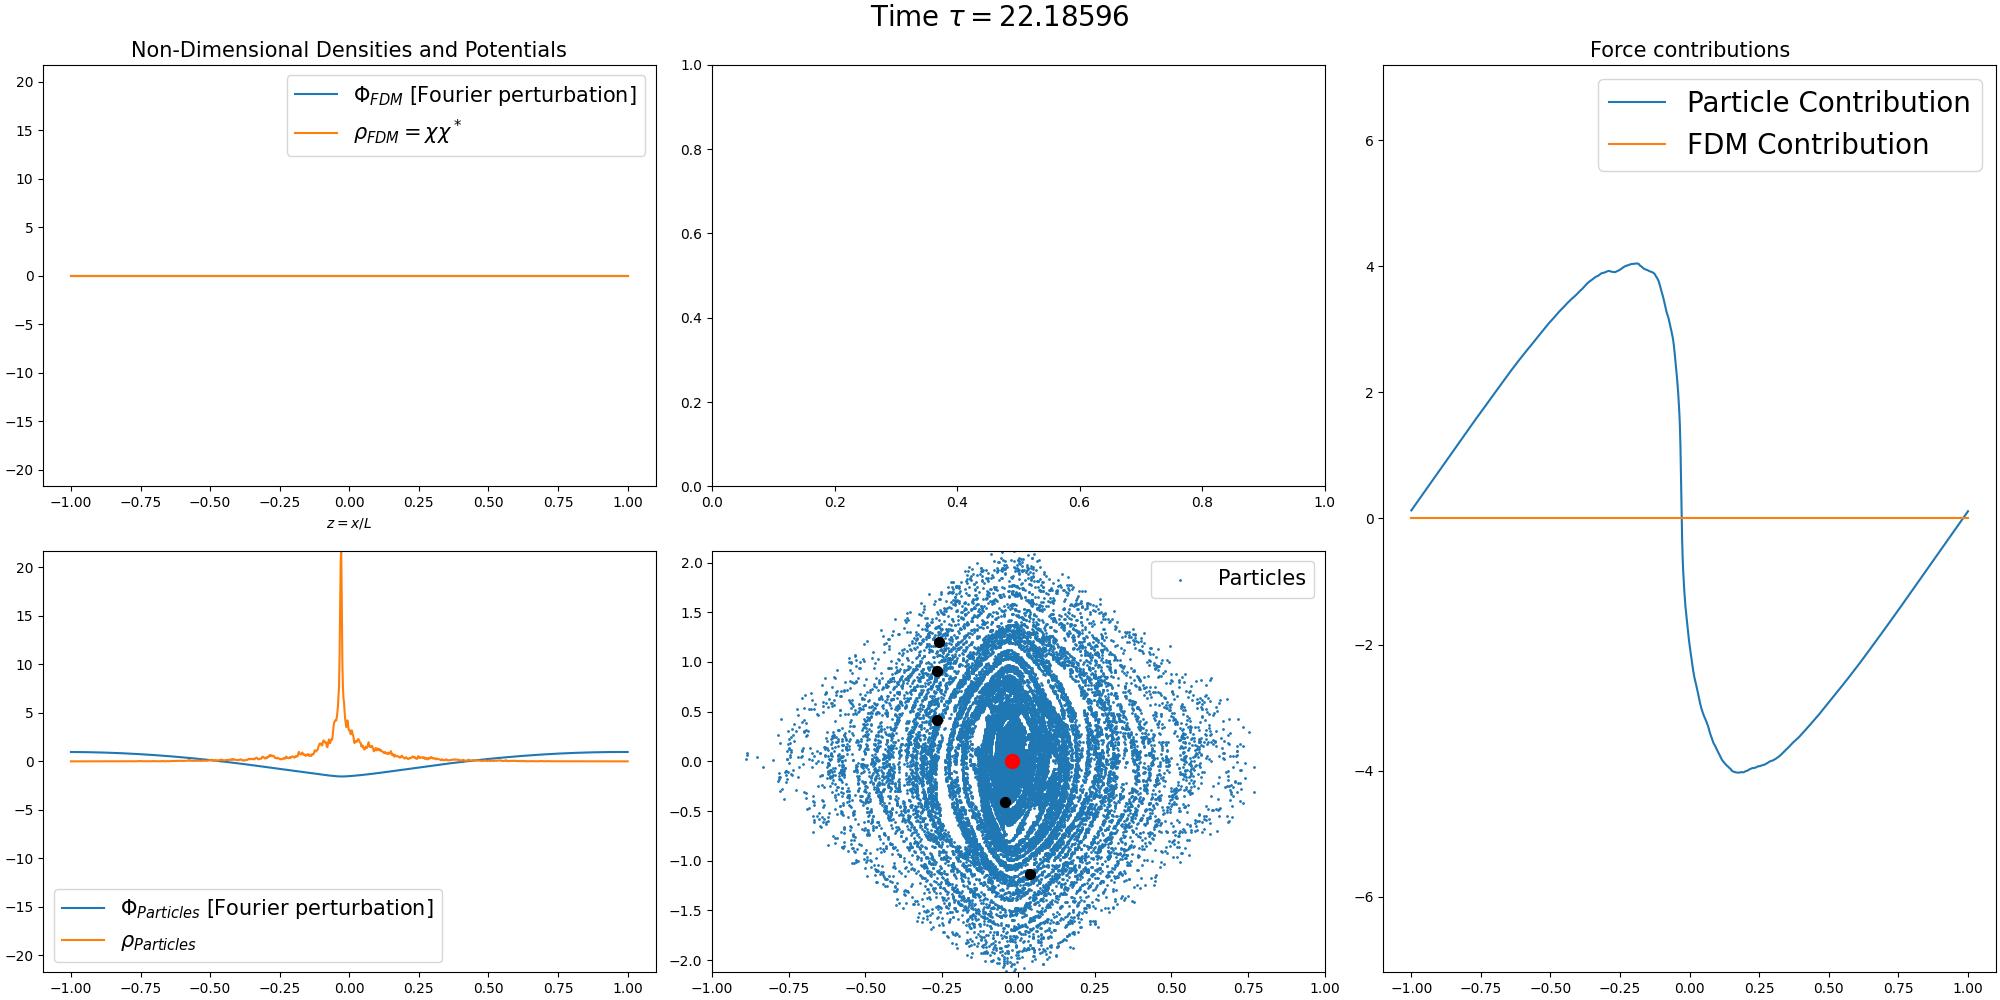 Time τ = 22.18596
Non-Dimensional Densities and Potentials
Φ_FDM [Fourier perturbation]
ρ_FDM = χχ*
20
15
10
5
0
−5
−10
−15
−20
−1.00 −0.75 −0.50 −0.25 0.00 0.25 0.50 0.75 1.00
z = x/L
1.0
0.8
0.6
0.4
0.2
0.0
0.0 0.2 0.4 0.6 0.8 1.0
Force contributions
Particle Contribution
FDM Contribution
6
4
2
0
−2
−4
−6
−1.00 −0.75 −0.50 −0.25 0.00 0.25 0.50 0.75 1.00
20
15
10
5
0
−5
−10
−15
−20
Φ_Particles [Fourier perturbation]
ρ_Particles
−1.00 −0.75 −0.50 −0.25 0.00 0.25 0.50 0.75 1.00
Particles
2.0
1.5
1.0
0.5
0.0
−0.5
−1.0
−1.5
−2.0
−1.00 −0.75 −0.50 −0.25 0.00 0.25 0.50 0.75 1.00